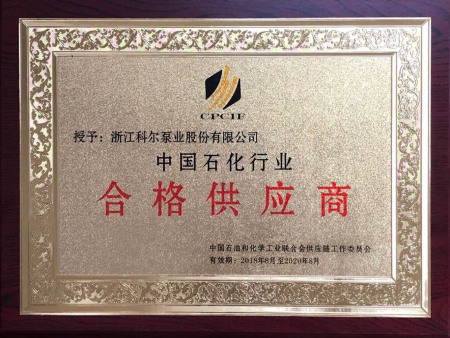 CPCIF
授予：浙江科尔泵业股份有限公司
中国石化行业
合格供应商
中国石油和化学工业联合会供应链工作委员会
有效期：2018年8月至2020年8月